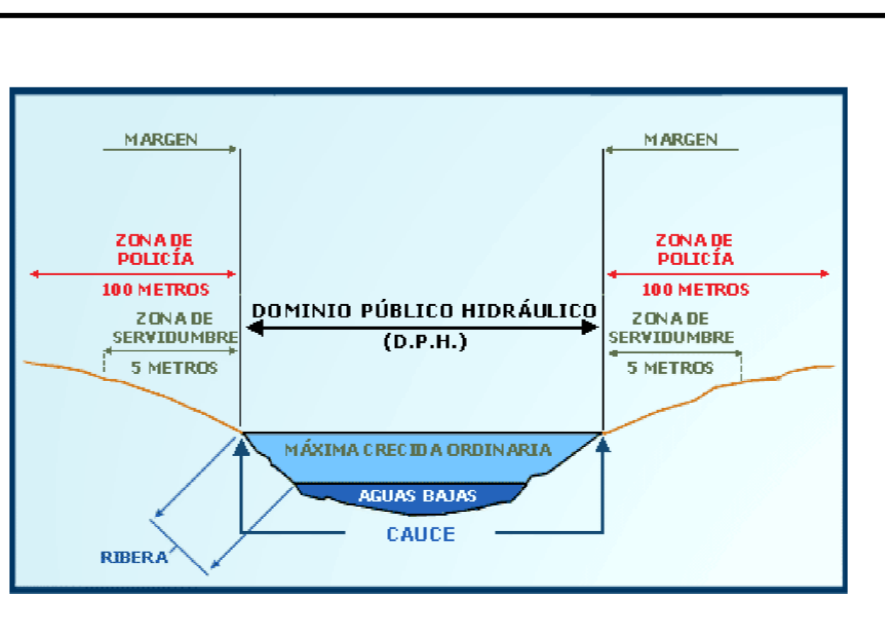 MARGEN
MARGEN
ZONA DE
POLICÍA
100 METROS
ZONA DE
POLICÍA
100 METROS
DOMINIO PÚBLICO HIDRÁULICO
(D.P.H.)
ZONA DE
SERVIDUMBRE
5 METROS
ZONA DE
SERVIDUMBRE
5 METROS
MÁXIMA CRECIDA ORDINARIA
AGUAS BAJAS
CAUCE
RIBERA